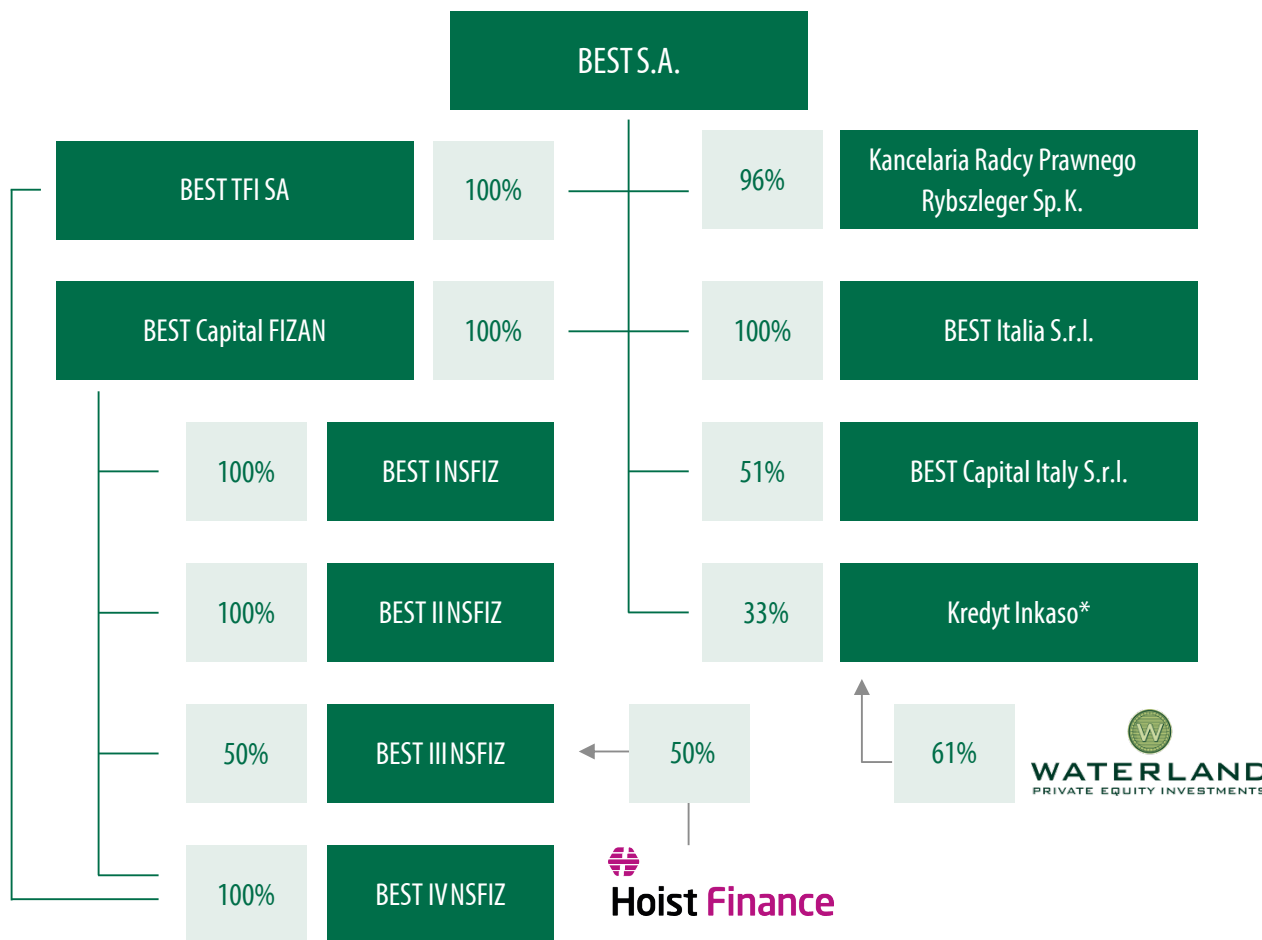 BEST S.A.
BEST TFI SA
100%
96%
Kancelaria Radcy Prawnego
Rybszleger Sp. K.
BEST Capital FIZAN
100%
100%
BEST Italia S.r.l.
100%
BEST I NSFIZ
51%
BEST Capital Italy S.r.l.
100%
BEST II NSFIZ
33%
Kredyt Inkaso*
50%
BEST III NSFIZ
50%
61%
W
WATERLAND
PRIVATE EQUITY INVESTMENTS
100%
BEST IV NSFIZ
Hoist Finance